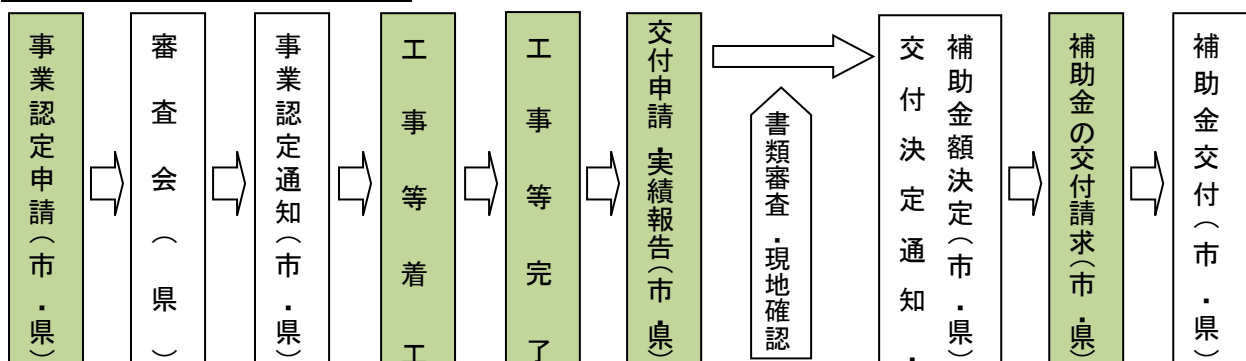 事業認定申請（市・県）
審査会（県）
事業認定通知（市・県）
工事等着工
工事等完了
交付申請・実績報告（市・県）
書類審査・現地確認
補助金額決定（市・県）
交付決定通知・
補助金の交付請求（市・県）
補助金交付（市・県）